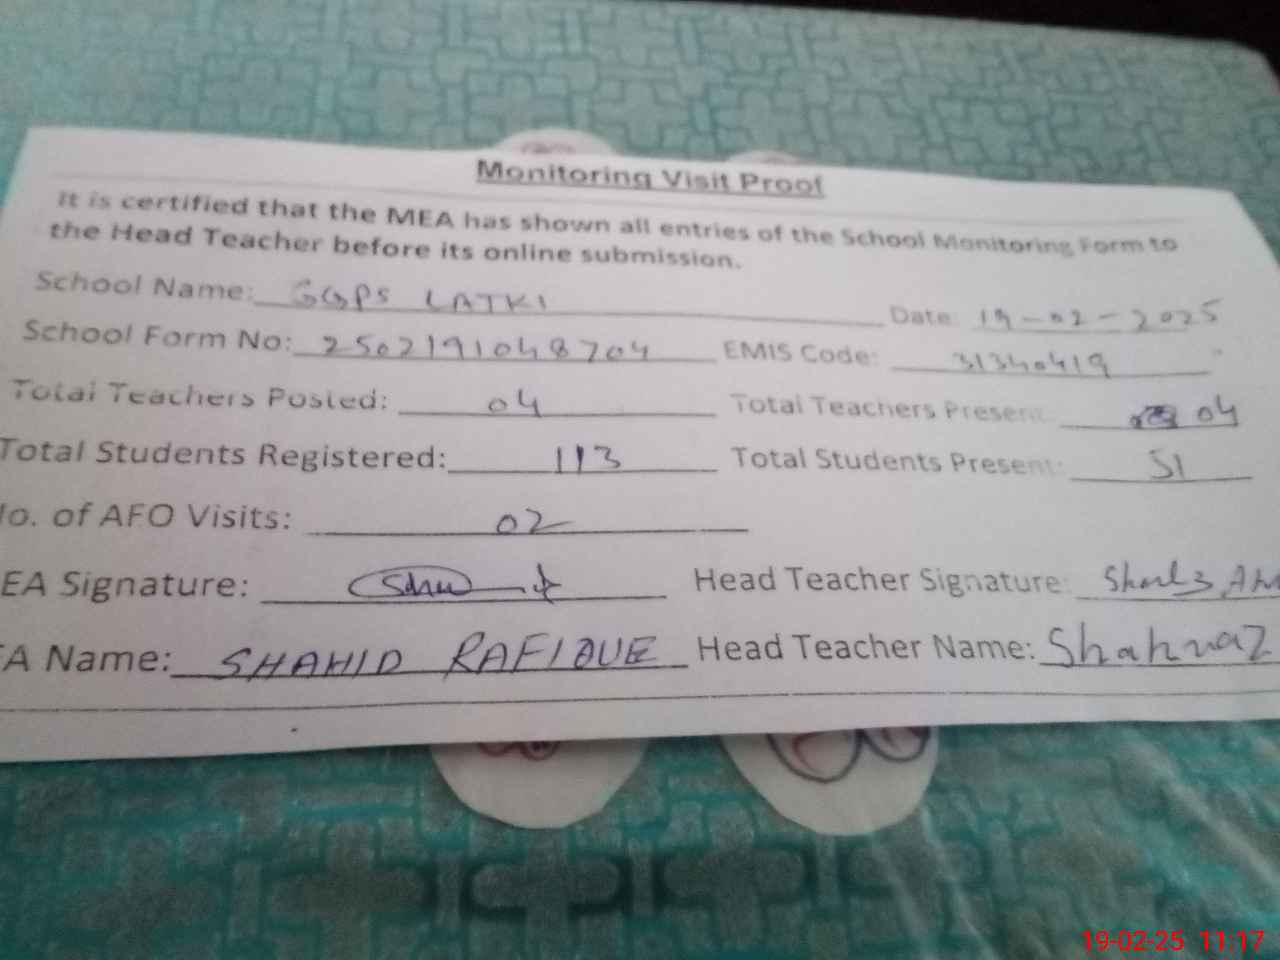 Monitoring Visit Proof
It is certified that the MEA has shown all entries of the School Monitoring Form to
the Head Teacher before its online submission.
School Name: GGPS LATKI Date: 19-02-2025
School Form No: 2502191048704 EMIS Code: 31340419
Total Teachers Posted: 04 Total Teachers Present: 04
Total Students Registered: 113 Total Students Present: 51
No. of AFO Visits: 02
EA Signature: Head Teacher Signature:
EA Name: SHAHID RAFIQUE Head Teacher Name: Shahnaz
19-02-25 11:17